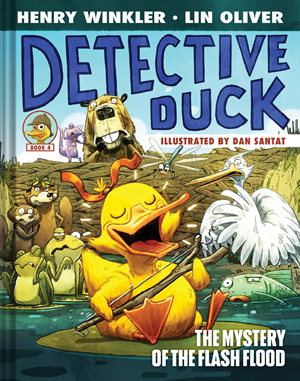 HENRY WINKLER • LIN OLIVER
DETECTIVE
DUCK
BOOK 4
ILLUSTRATED BY DAN SANTAT
THE MYSTERY
OF THE FLASH FLOOD